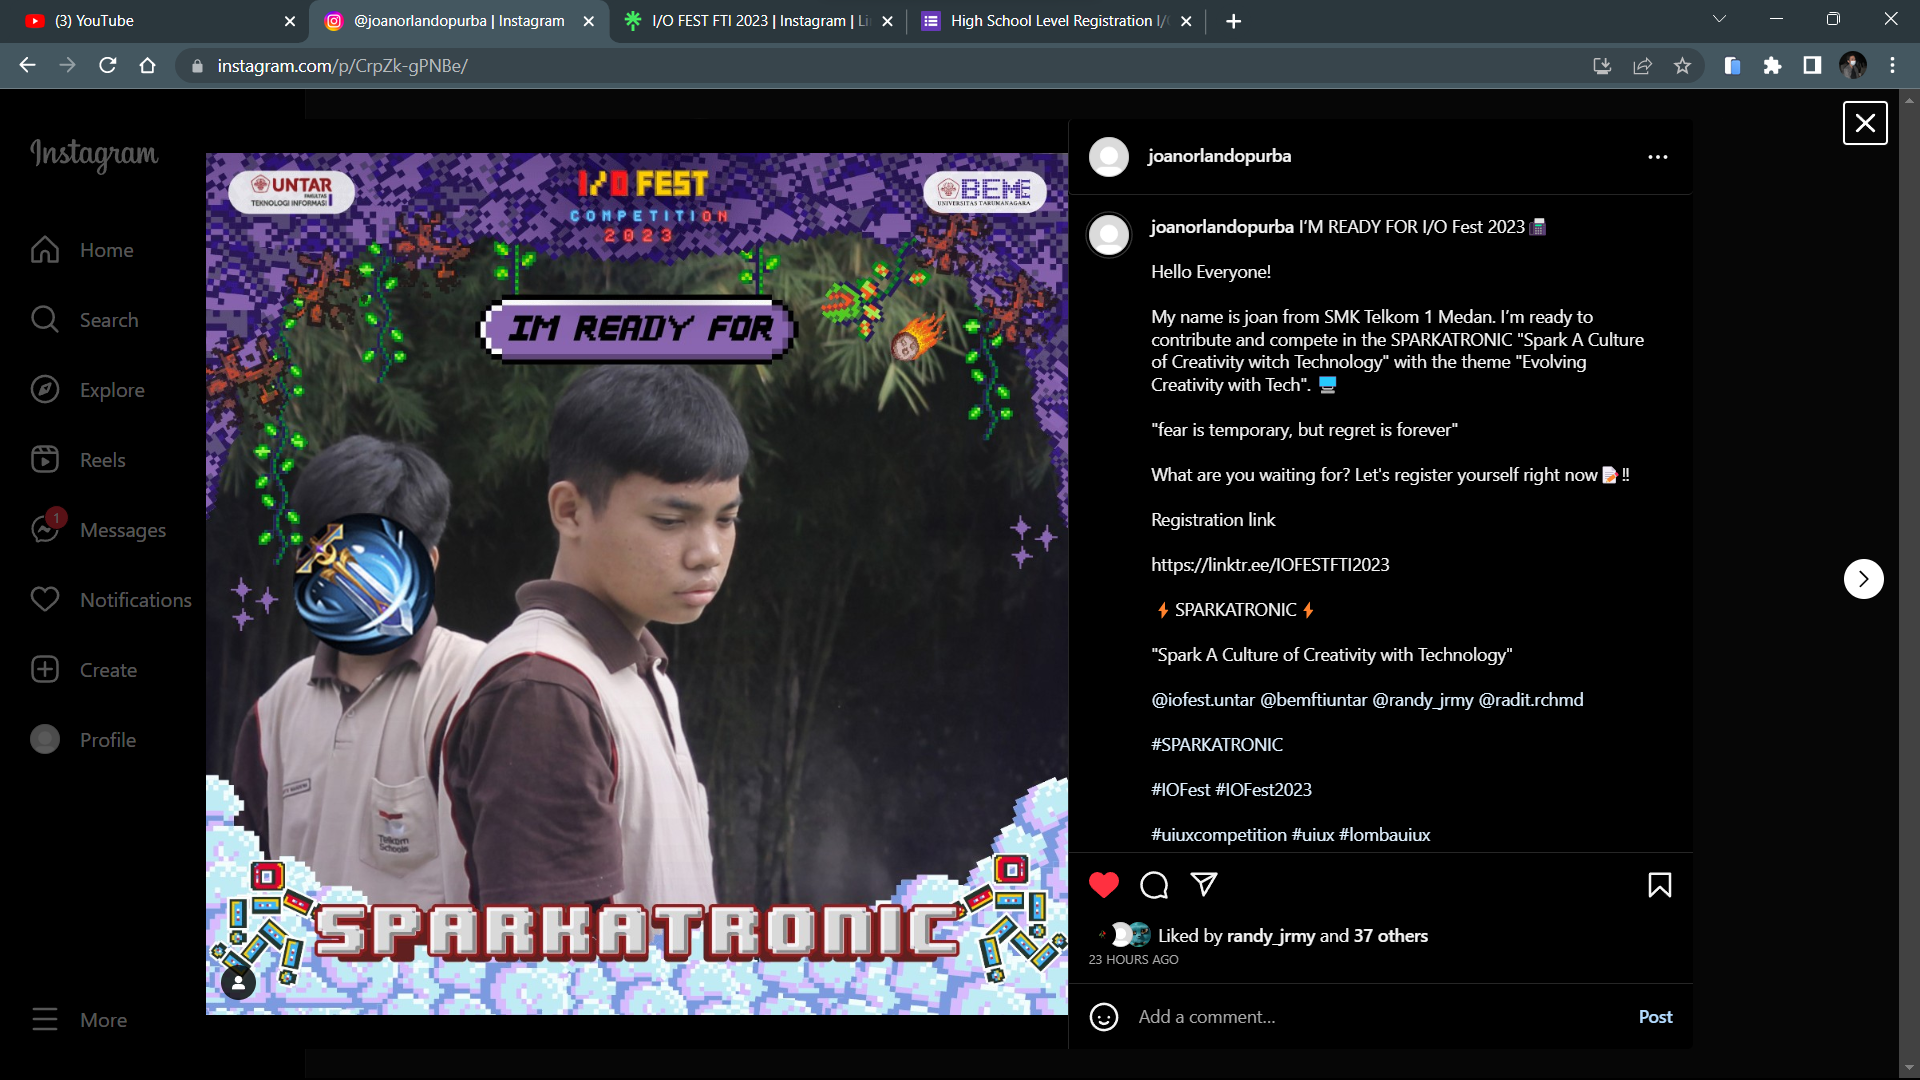 (3) YouTube
@joanorlandopurba | Instagram
I/O FEST FTI 2023 | Instagram | Li
High School Level Registration I/
instagram.com/p/CrpZk-gPNBe/
Instagram
Home
Search
Explore
Reels
1
Messages
Notifications
Create
Profile
More
UNTAR
FAKULTAS
TEKNOLOGI INFORMASI
I/O FEST
COMPETITION
2023
BEM
UNIVERSITAS TARUMANAGARA
IM READY FOR
Telkom
Schools
SPARKATRONIC
joanorlandopurba
joanorlandopurba I'M READY FOR I/O Fest 2023
Hello Everyone!
My name is joan from SMK Telkom 1 Medan. I'm ready to
contribute and compete in the SPARKATRONIC "Spark A Culture
of Creativity witch Technology" with the theme "Evolving
Creativity with Tech".
"fear is temporary, but regret is forever"
What are you waiting for? Let's register yourself right now !!
Registration link
https://linktr.ee/IOFESTFTI2023
SPARKATRONIC
"Spark A Culture of Creativity with Technology"
@iofest.untar @bemftiuntar @randy_jrmy @radit.rchmd
#SPARKATRONIC
#IOFest #IOFest2023
#uiuxcompetition #uiux #lombauiux
Liked by randy_jrmy and 37 others
23 HOURS AGO
Add a comment...
Post